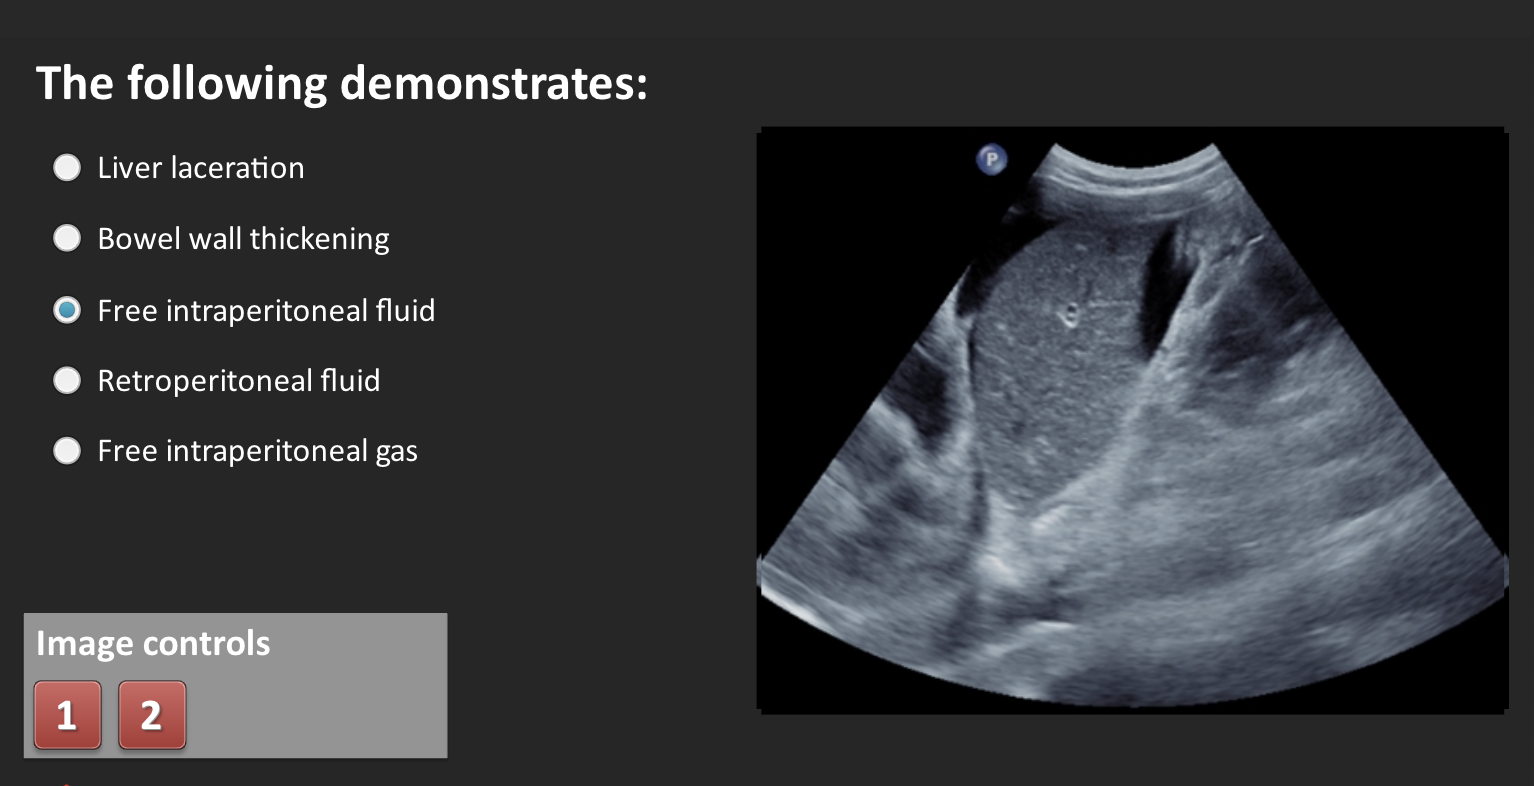 The following demonstrates:
Liver laceration
Bowel wall thickening
Free intraperitoneal fluid
Retroperitoneal fluid
Free intraperitoneal gas
P
Image controls
1 2